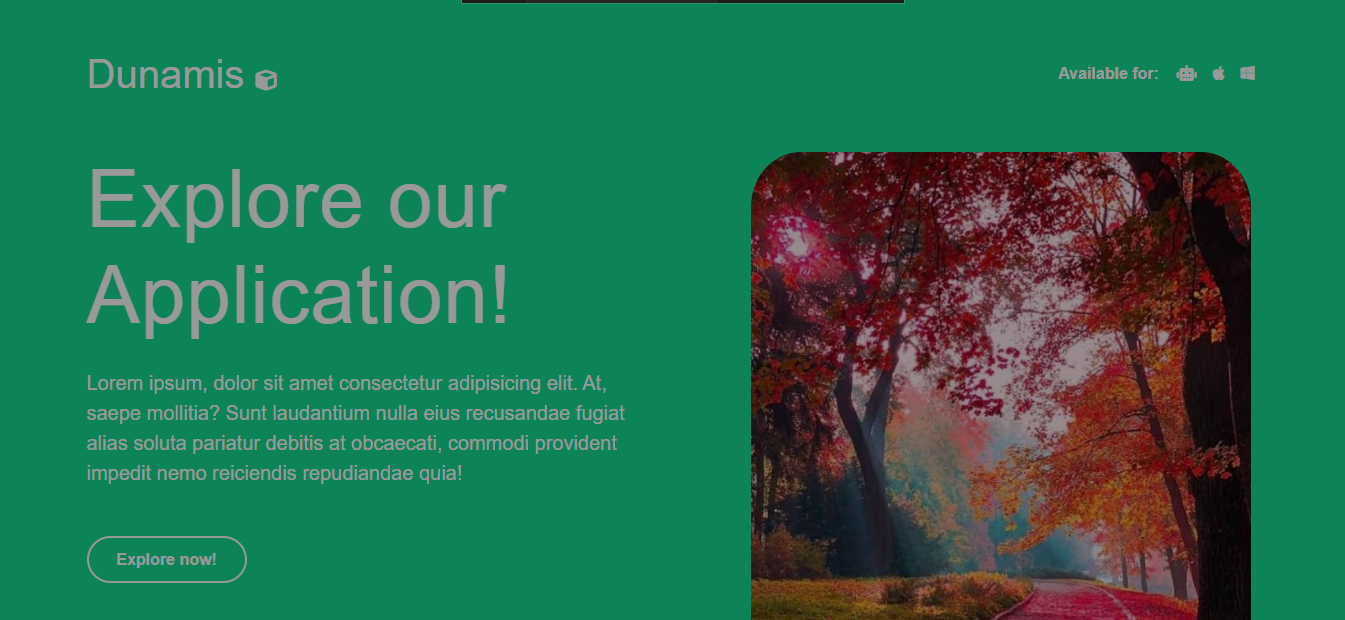 Dunamis
Available for:
Explore our
Application!
Lorem ipsum, dolor sit amet consectetur adipisicing elit. At,
saepe mollitia? Sunt laudantium nulla eius recusandae fugiat
alias soluta pariatur debitis at obcaecati, commodi provident
impedit nemo reiciendis repudiandae quia!
Explore now!